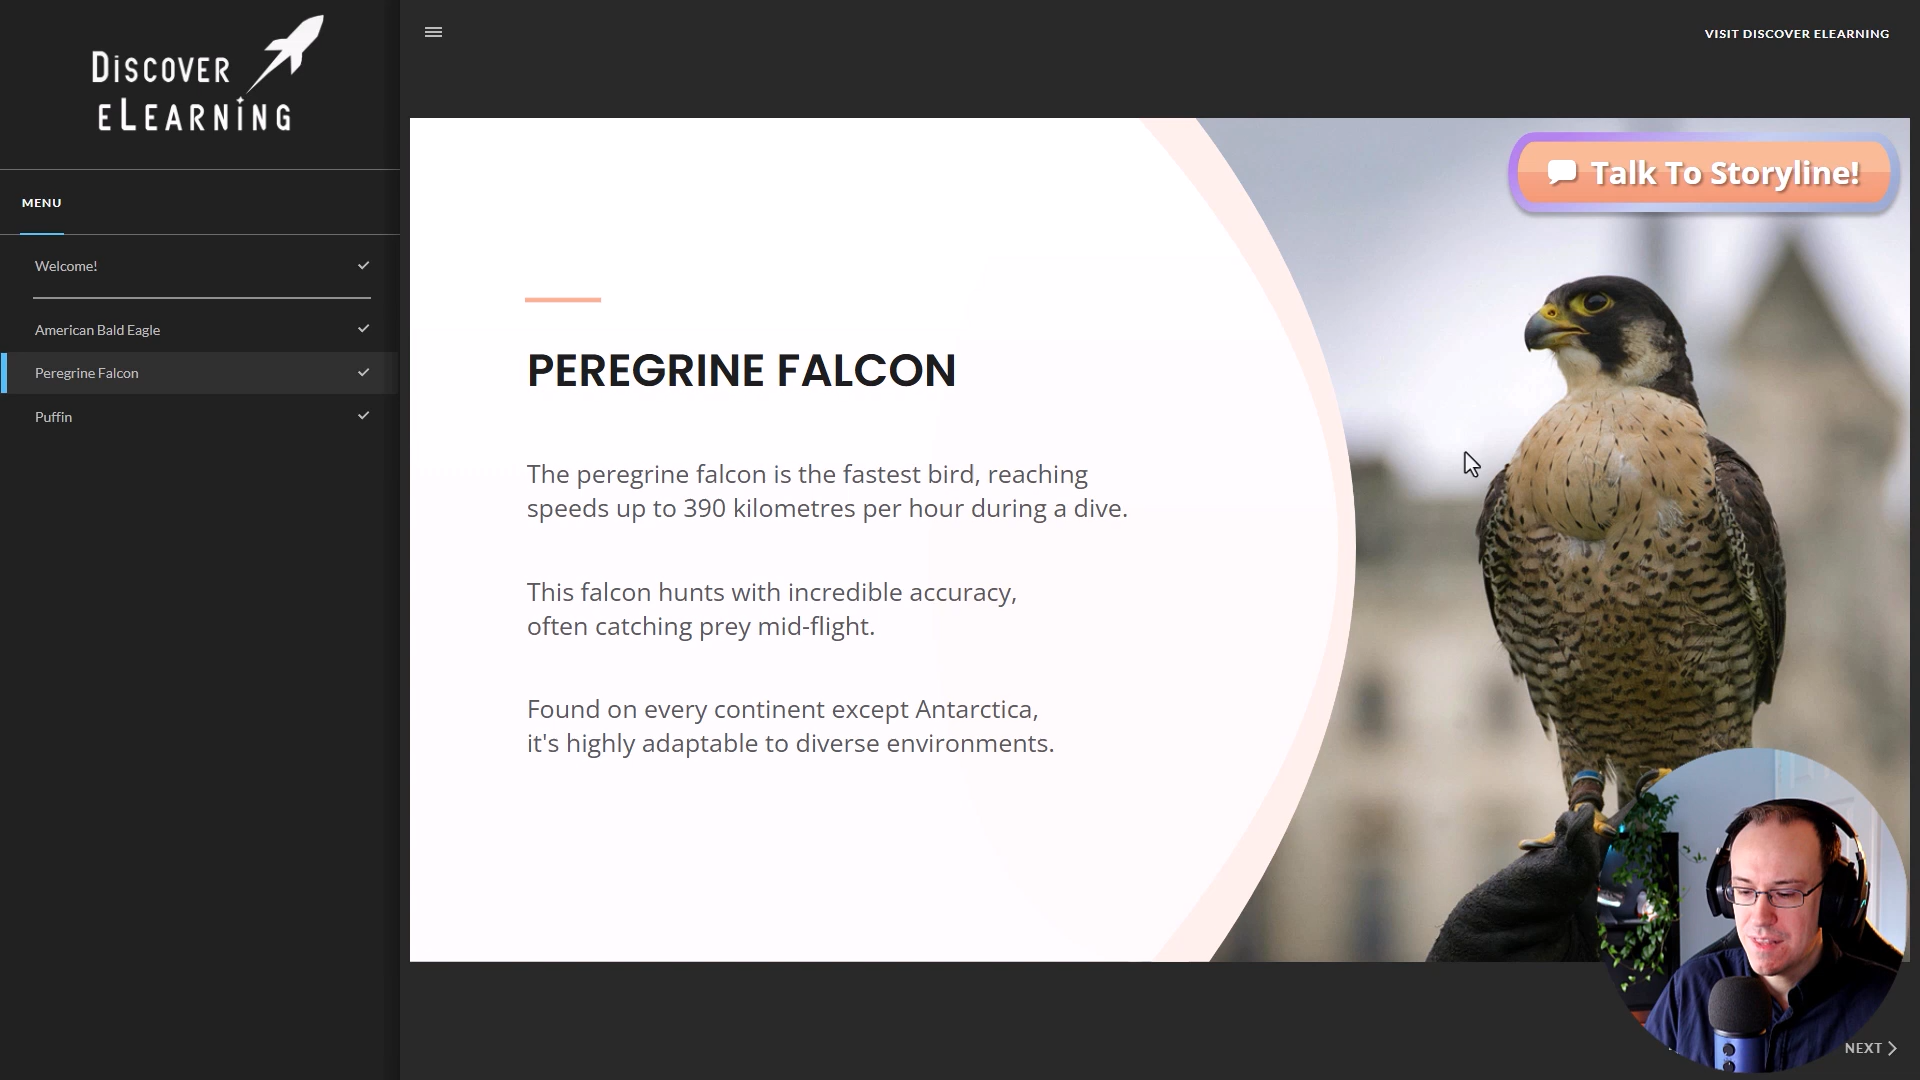 DiSCOVER
eLEARNiNG
MENU
Welcome!
American Bald Eagle
Peregrine Falcon
Puffin
VISIT DISCOVER ELEARNING
Talk To Storyline!
PEREGRINE FALCON
The peregrine falcon is the fastest bird, reaching
speeds up to 390 kilometres per hour during a dive.
This falcon hunts with incredible accuracy,
often catching prey mid-flight.
Found on every continent except Antarctica,
it's highly adaptable to diverse environments.
NEXT